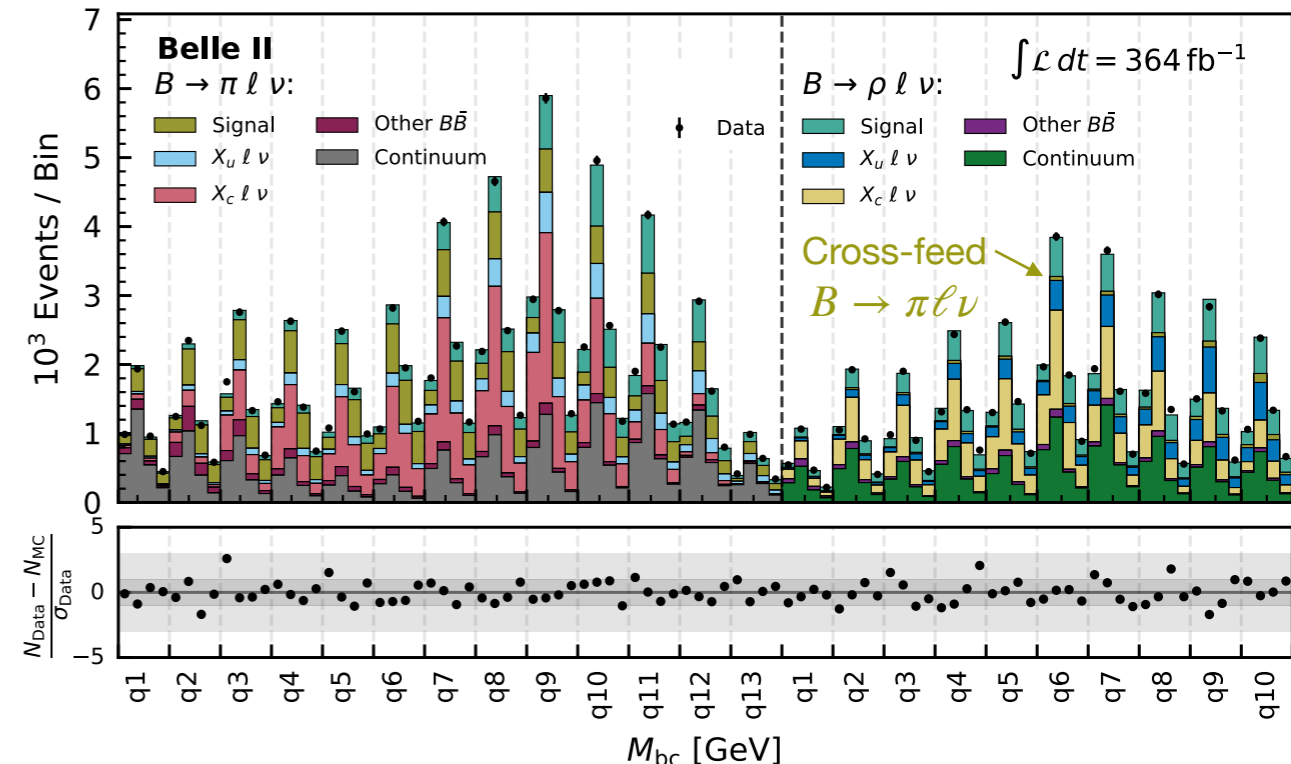 7
6
5
4
3
2
1
0
10³ Events / Bin
Belle II
B → π ℓ ν:
Signal
X_u ℓ ν
X_c ℓ ν
Other BB̄
Continuum
Data
∫ℒ dt = 364 fb⁻¹
B → ρ ℓ ν:
Signal
X_u ℓ ν
X_c ℓ ν
Other BB̄
Continuum
Cross-feed
B → πℓν
5
0
−5
N_Data − N_MC
σ_Data
q1 q2 q3 q4 q5 q6 q7 q8 q9 q10 q11 q12 q13 q1 q2 q3 q4 q5 q6 q7 q8 q9 q10
M_bc [GeV]